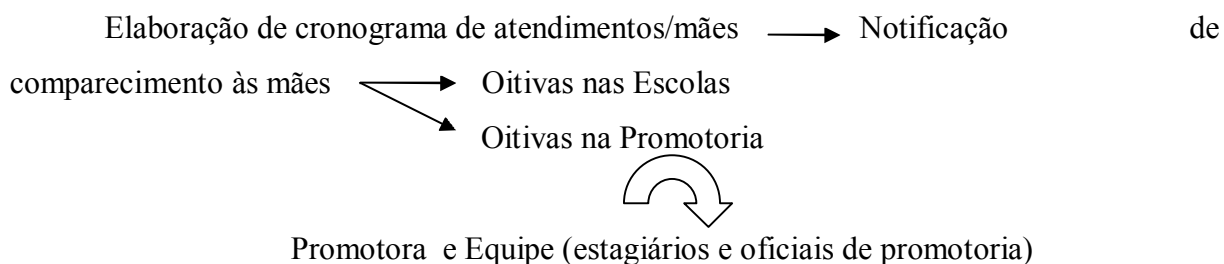 Elaboração de cronograma de atendimentos/mães Notificação de
comparecimento às mães Oitivas nas Escolas
Oitivas na Promotoria
Promotora e Equipe (estagiários e oficiais de promotoria)